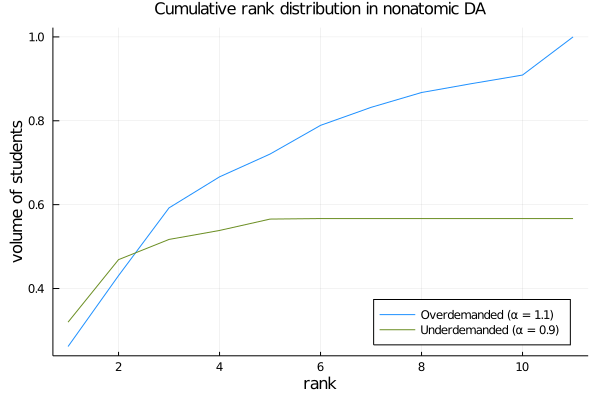 Cumulative rank distribution in nonatomic DA
volume of students
1.0
0.8
0.6
0.4
Overdemanded (α = 1.1)
Underdemanded (α = 0.9)
2 4 6 8 10
rank